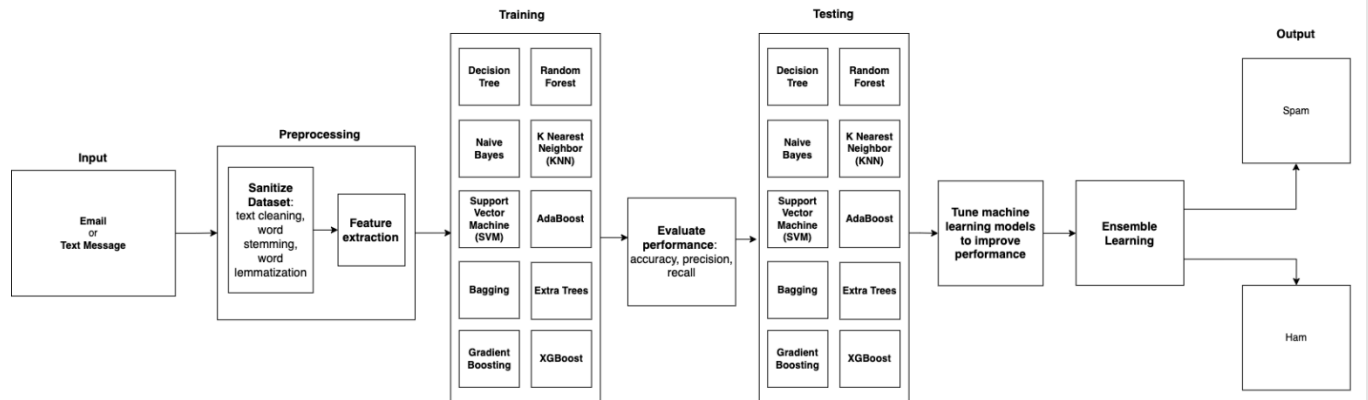 Input
Email
or
Text Message
Preprocessing
Sanitize
Dataset:
text cleaning,
word
stemming,
word
lemmatization
Feature
extraction
Training
Decision
Tree
Random
Forest
Naive
Bayes
K Nearest
Neighbor
(KNN)
Support
Vector
Machine
(SVM)
AdaBoost
Bagging
Extra Trees
Gradient
Boosting
XGBoost
Evaluate
performance:
accuracy, precision,
recall
Testing
Decision
Tree
Random
Forest
Naive
Bayes
K Nearest
Neighbor
(KNN)
Support
Vector
Machine
(SVM)
AdaBoost
Bagging
Extra Trees
Gradient
Boosting
XGBoost
Tune machine
learning models
to improve
performance
Ensemble
Learning
Output
Spam
Ham